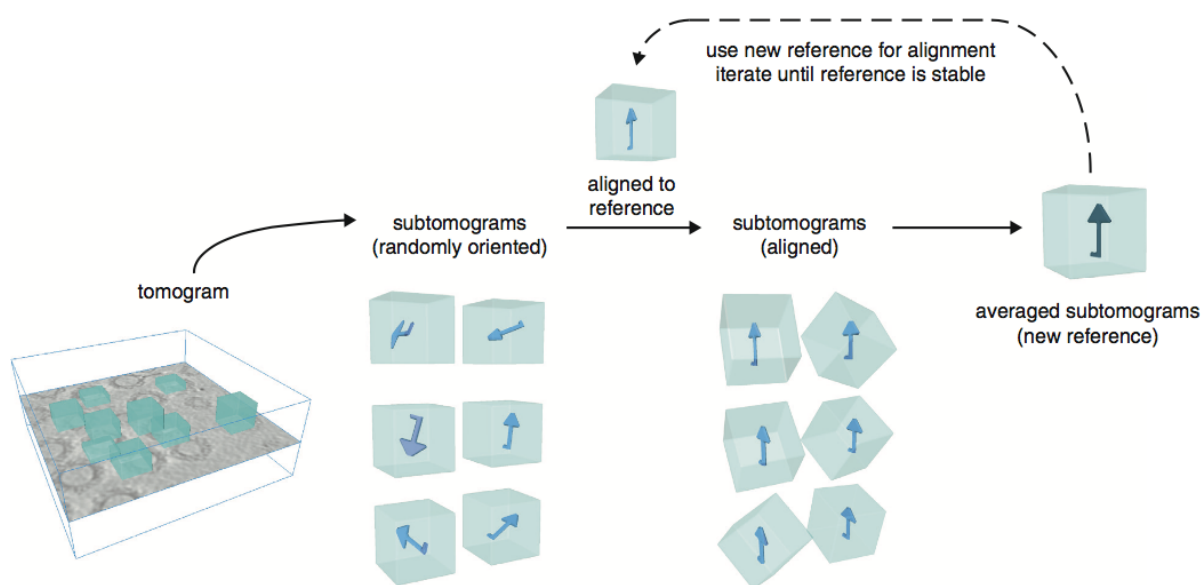 use new reference for alignment
iterate until reference is stable
aligned to
reference
subtomograms
(randomly oriented)
subtomograms
(aligned)
tomogram
averaged subtomograms
(new reference)